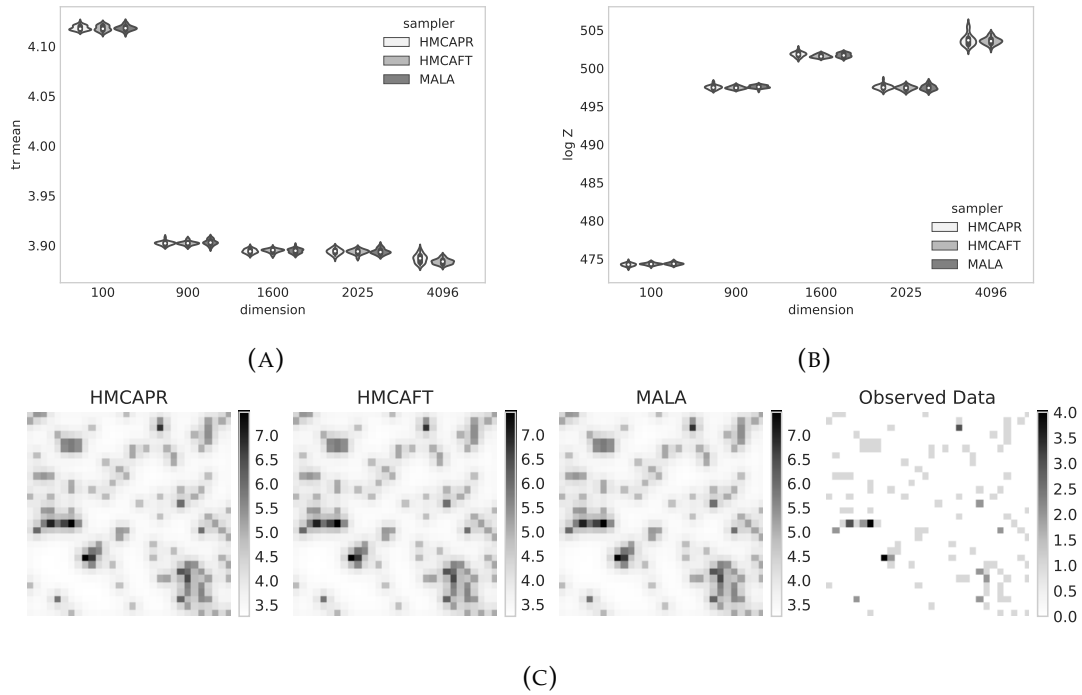 sampler
HMCAPR
HMCAFT
MALA
4.10
4.05
4.00
3.95
3.90
tr mean
100 900 1600 2025 4096
dimension
(A)
505
500
495
490
485
480
475
log Z
sampler
HMCAPR
HMCAFT
MALA
100 900 1600 2025 4096
dimension
(B)
HMCAPR
7.0
6.5
6.0
5.5
5.0
4.5
4.0
3.5
HMCAFT
7.0
6.5
6.0
5.5
5.0
4.5
4.0
3.5
MALA
7.0
6.5
6.0
5.5
5.0
4.5
4.0
3.5
Observed Data
4.0
3.5
3.0
2.5
2.0
1.5
1.0
0.5
0.0
(C)